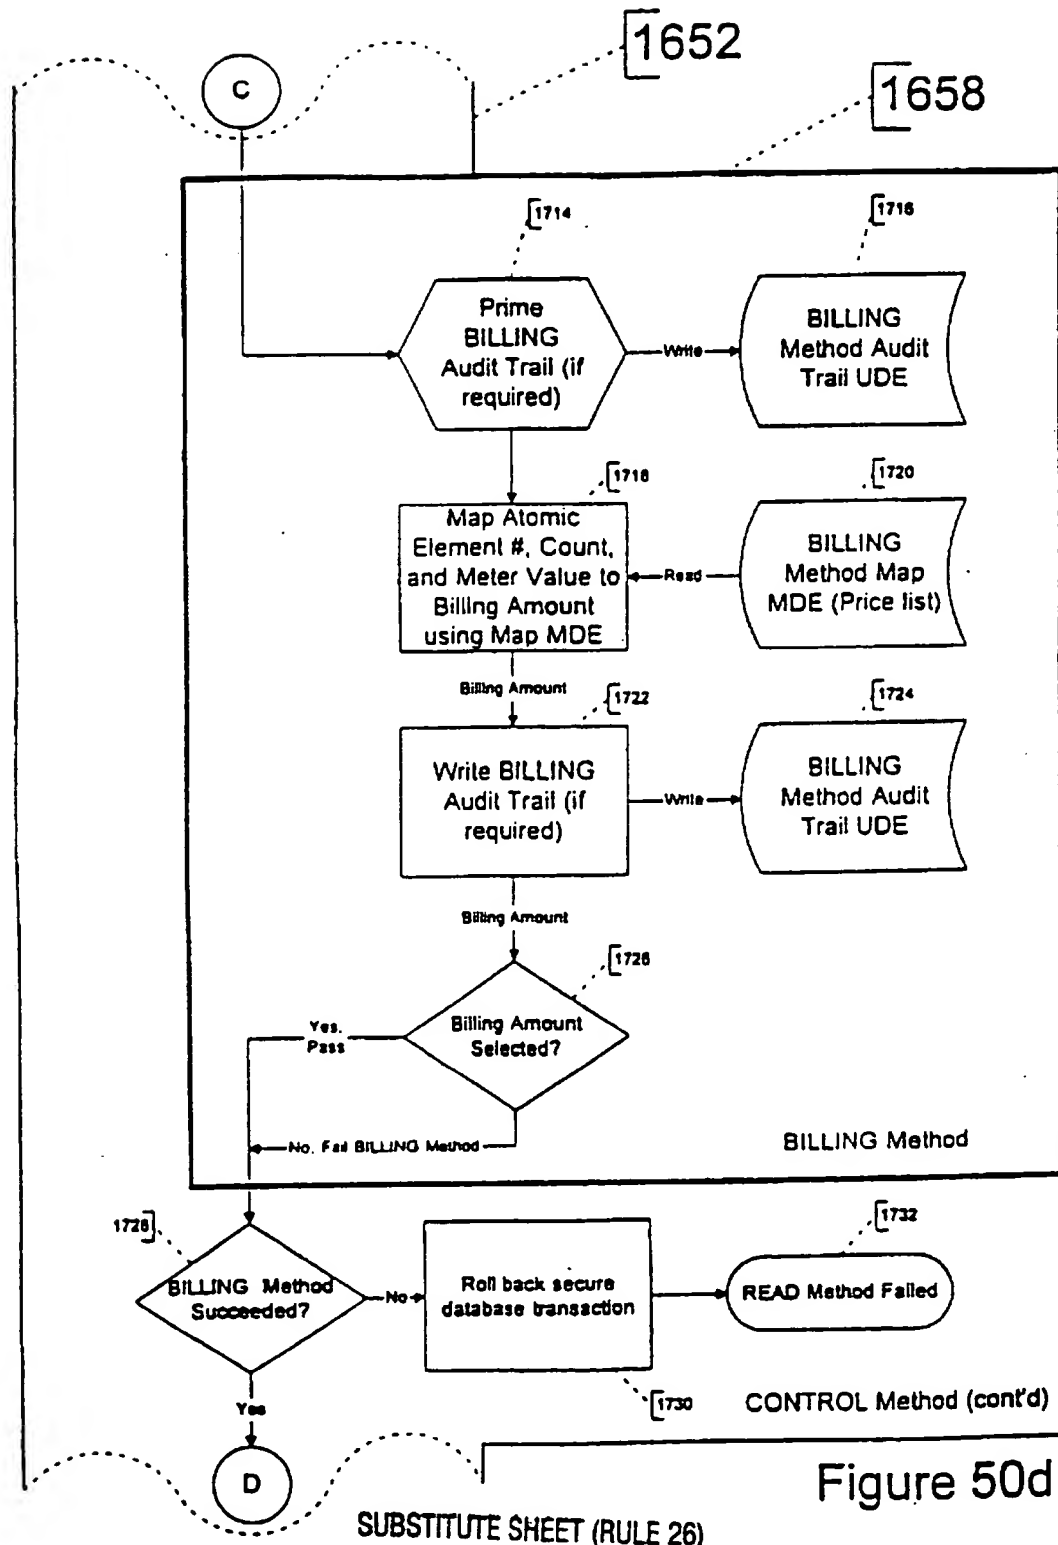 1652
C
1658
1714
1716
Prime
BILLING
Audit Trail (if
required)
Write
BILLING
Method Audit
Trail UDE
1718
1720
Map Atomic
Element #, Count,
and Meter Value to
Billing Amount
using Map MDE
Read
BILLING
Method Map
MDE (Price list)
Billing Amount
1722
1724
Write BILLING
Audit Trail (if
required)
Write
BILLING
Method Audit
Trail UDE
Billing Amount
1726
Billing Amount
Selected?
Yes,
Pass
No, Fail BILLING Method
BILLING Method
1728
BILLING Method
Succeeded?
No
Roll back secure
database transaction
1732
READ Method Failed
Yes
1730
CONTROL Method (cont'd)
D
Figure 50d
SUBSTITUTE SHEET (RULE 26)